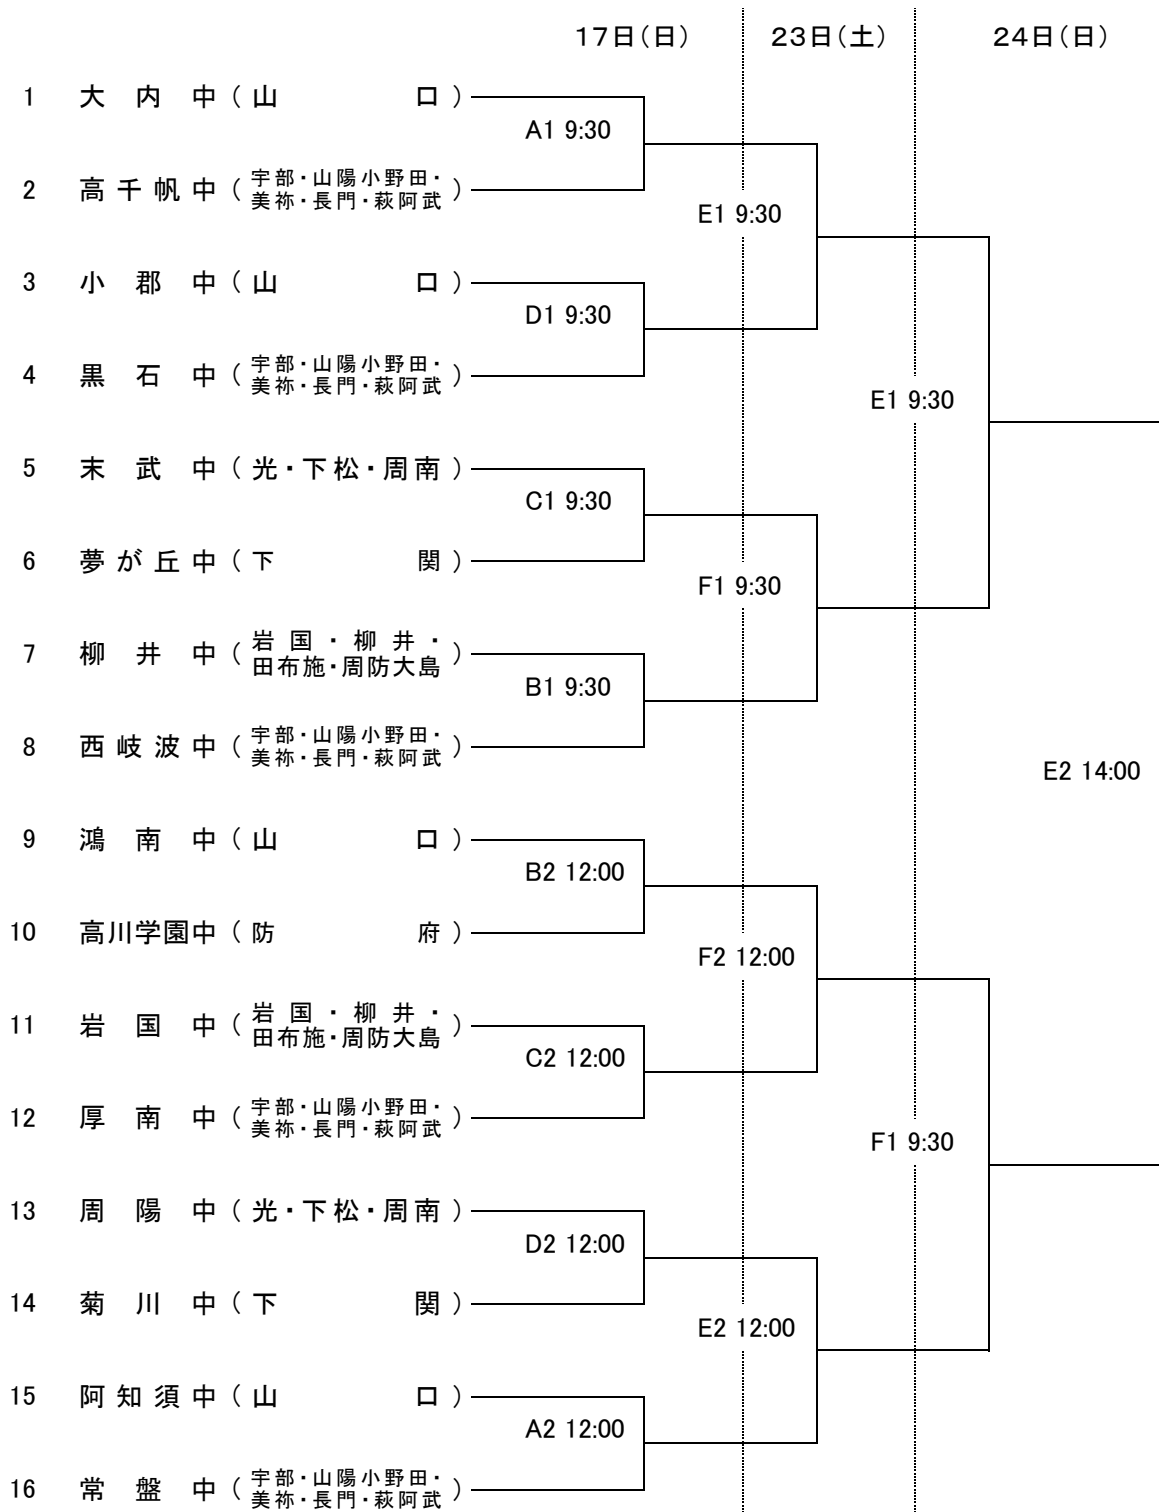 17日(日) 23日(土) 24日(日)
1 大内中(山口)
A1 9:30
2 高千帆中(宇部・山陽小野田・
美祢・長門・萩阿武)
E1 9:30
3 小郡中(山口)
D1 9:30
4 黒石中(宇部・山陽小野田・
美祢・長門・萩阿武)
E1 9:30
5 末武中(光・下松・周南)
C1 9:30
6 夢が丘中(下関)
F1 9:30
7 柳井中(岩国・柳井・
田布施・周防大島)
B1 9:30
8 西岐波中(宇部・山陽小野田・
美祢・長門・萩阿武)
E2 14:00
9 鴻南中(山口)
B2 12:00
10 高川学園中(防府)
F2 12:00
11 岩国中(岩国・柳井・
田布施・周防大島)
C2 12:00
12 厚南中(宇部・山陽小野田・
美祢・長門・萩阿武)
F1 9:30
13 周陽中(光・下松・周南)
D2 12:00
14 菊川中(下関)
E2 12:00
15 阿知須中(山口)
A2 12:00
16 常盤中(宇部・山陽小野田・
美祢・長門・萩阿武)